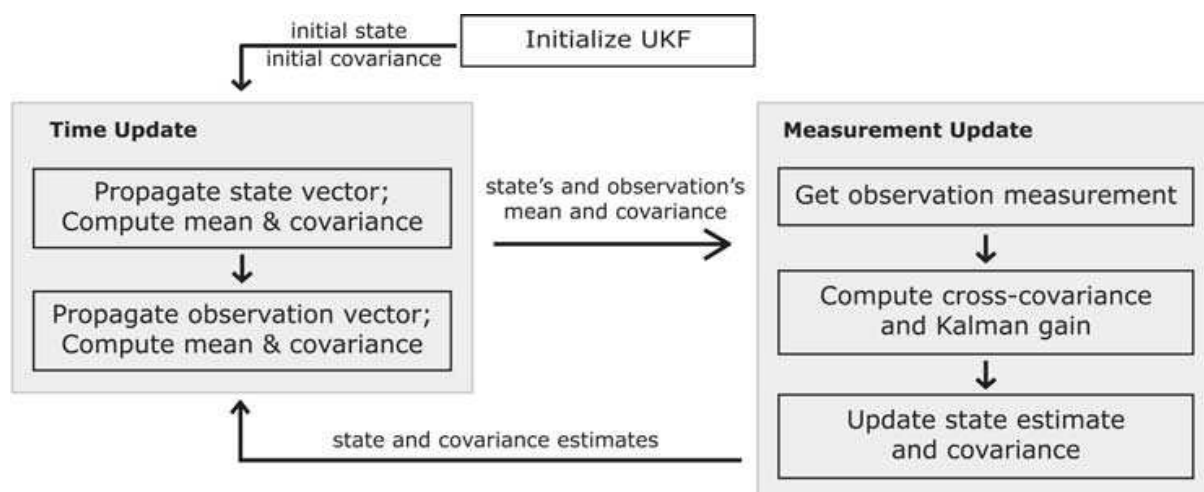 initial state
initial covariance
Initialize UKF
Time Update
Propagate state vector;
Compute mean & covariance
Propagate observation vector;
Compute mean & covariance
state's and observation's
mean and covariance
Measurement Update
Get observation measurement
Compute cross-covariance
and Kalman gain
Update state estimate
and covariance
state and covariance estimates